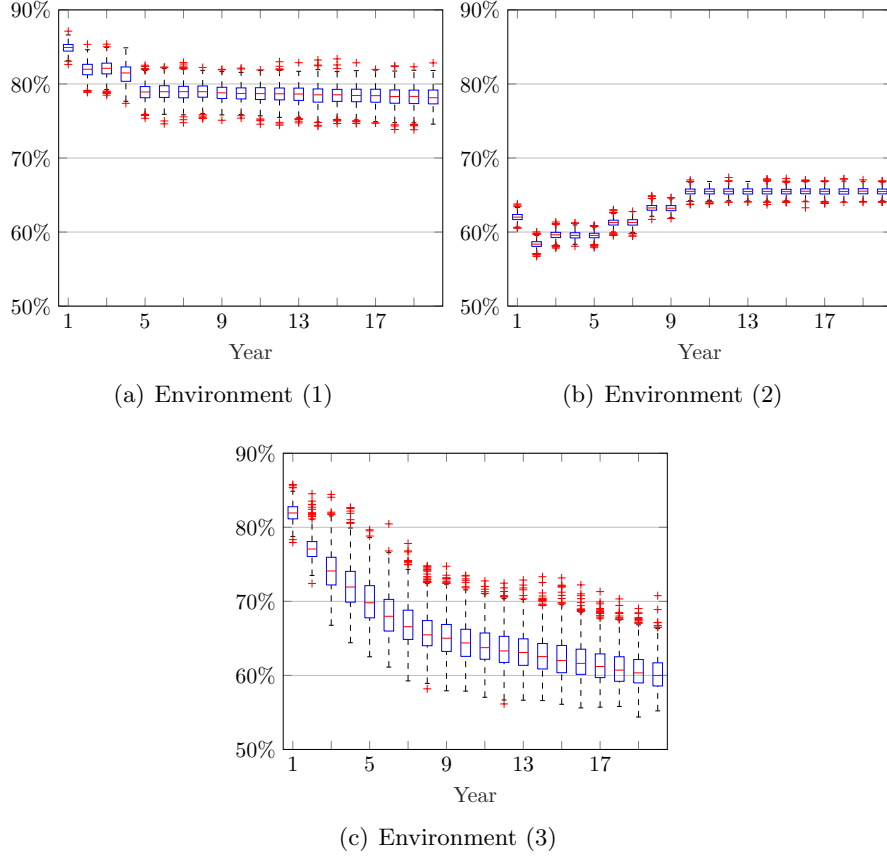 90%
80%
70%
60%
50%
1 5 9 13 17
Year
(a) Environment (1)
90%
80%
70%
60%
50%
1 5 9 13 17
Year
(b) Environment (2)
90%
80%
70%
60%
50%
1 5 9 13 17
Year
(c) Environment (3)